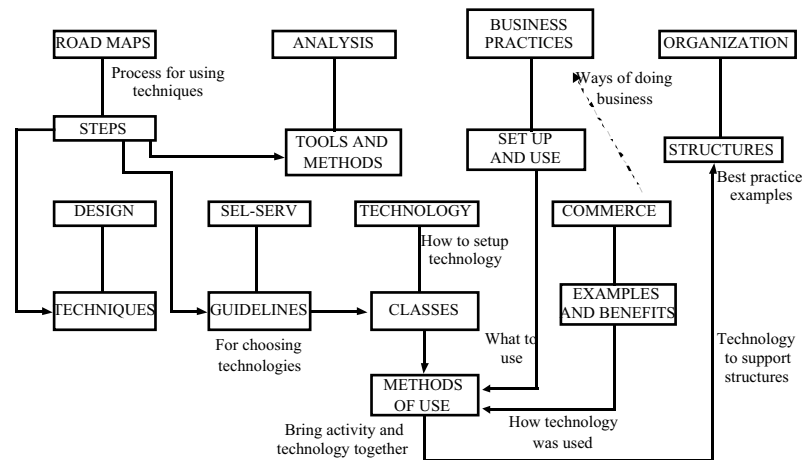 ROAD MAPS
ANALYSIS
BUSINESS
PRACTICES
ORGANIZATION
Process for using
techniques
Ways of doing
business
STEPS
TOOLS AND
METHODS
SET UP
AND USE
STRUCTURES
Best practice
examples
DESIGN
SEL-SERV
TECHNOLOGY
COMMERCE
How to setup
technology
TECHNIQUES
GUIDELINES
CLASSES
EXAMPLES
AND BENEFITS
For choosing
technologies
What to
use
Technology
to support
structures
METHODS
OF USE
Bring activity and
technology together
How technology
was used